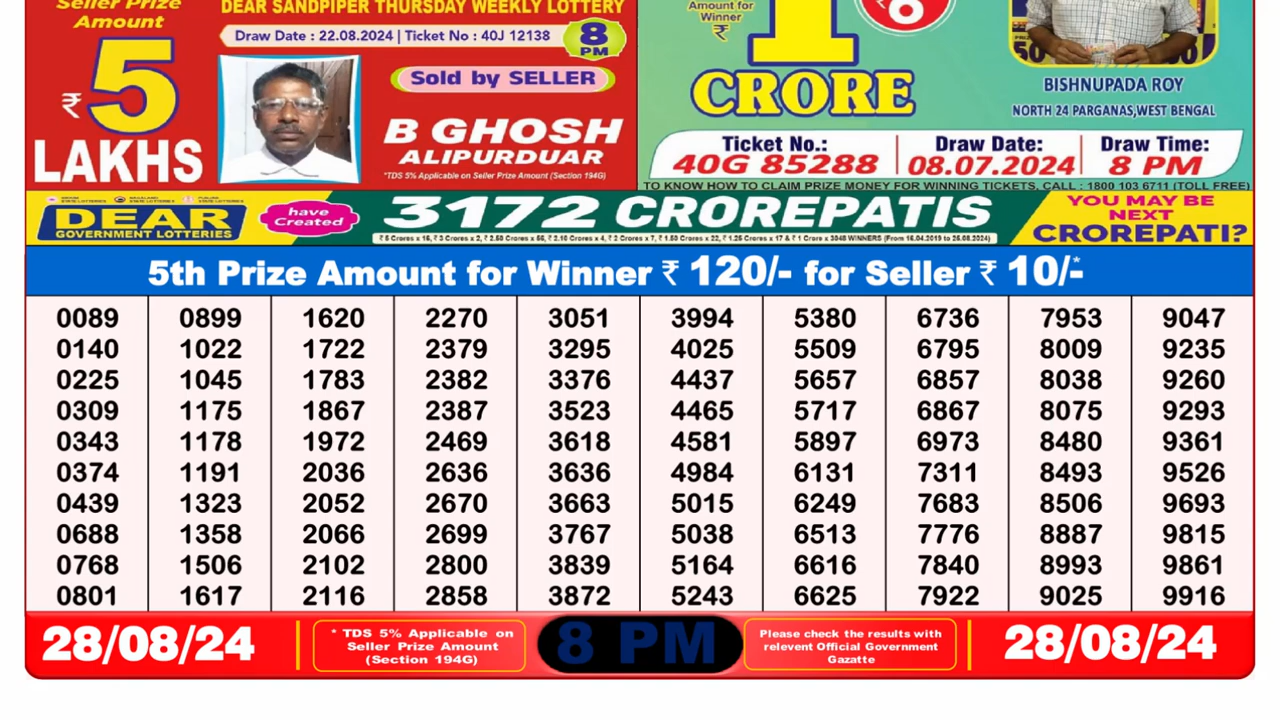 Seller Prize
Amount
₹5
LAKHS
DEAR SANDPIPER THURSDAY WEEKLY LOTTERY
Draw Date : 22.08.2024 | Ticket No : 40J 12138
8
PM
Sold by SELLER
B GHOSH
ALIPURDUAR
*TDS 5% Applicable on Seller Prize Amount (Section 194G)
Amount for
Winner
₹
1
CRORE
BISHNUPADA ROY
NORTH 24 PARGANAS,WEST BENGAL
Ticket No.: Draw Date: Draw Time:
40G 85288 08.07.2024 8 PM
TO KNOW HOW TO CLAIM PRIZE MONEY FOR WINNING TICKETS, CALL : 1800 103 6711 (TOLL FREE)
DEAR
GOVERNMENT LOTTERIES
have
Created
3172 CROREPATIS
YOU MAY BE
NEXT
CROREPATI?
5th Prize Amount for Winner ₹ 120/- for Seller ₹ 10/-*
0089 0899 1620 2270 3051 3994 5380 6736 7953 9047
0140 1022 1722 2379 3295 4025 5509 6795 8009 9235
0225 1045 1783 2382 3376 4437 5657 6857 8038 9260
0309 1175 1867 2387 3523 4465 5717 6867 8075 9293
0343 1178 1972 2469 3618 4581 5897 6973 8480 9361
0374 1191 2036 2636 3636 4984 6131 7311 8493 9526
0439 1323 2052 2670 3663 5015 6249 7683 8506 9693
0688 1358 2066 2699 3767 5038 6513 7776 8887 9815
0768 1506 2102 2800 3839 5164 6616 7840 8993 9861
0801 1617 2116 2858 3872 5243 6625 7922 9025 9916
28/08/24
* TDS 5% Applicable on
Seller Prize Amount
(Section 194G)
8 PM
Please check the results with
relevent Official Government
Gazatte
28/08/24